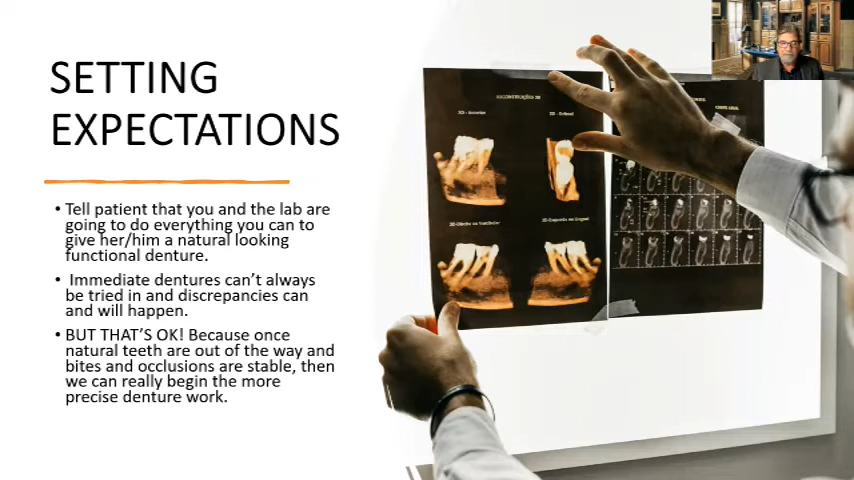 SETTING
EXPECTATIONS
• Tell patient that you and the lab are
going to do everything you can to
give her/him a natural looking
functional denture.
• Immediate dentures can't always
be tried in and discrepancies can
and will happen.
• BUT THAT'S OK! Because once
natural teeth are out of the way and
bites and occlusions are stable, then
we can really begin the more
precise denture work.